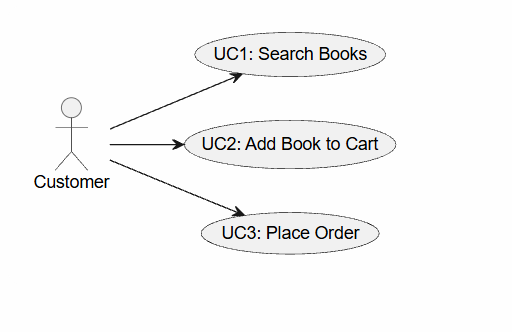 UC1: Search Books
UC2: Add Book to Cart
Customer
UC3: Place Order